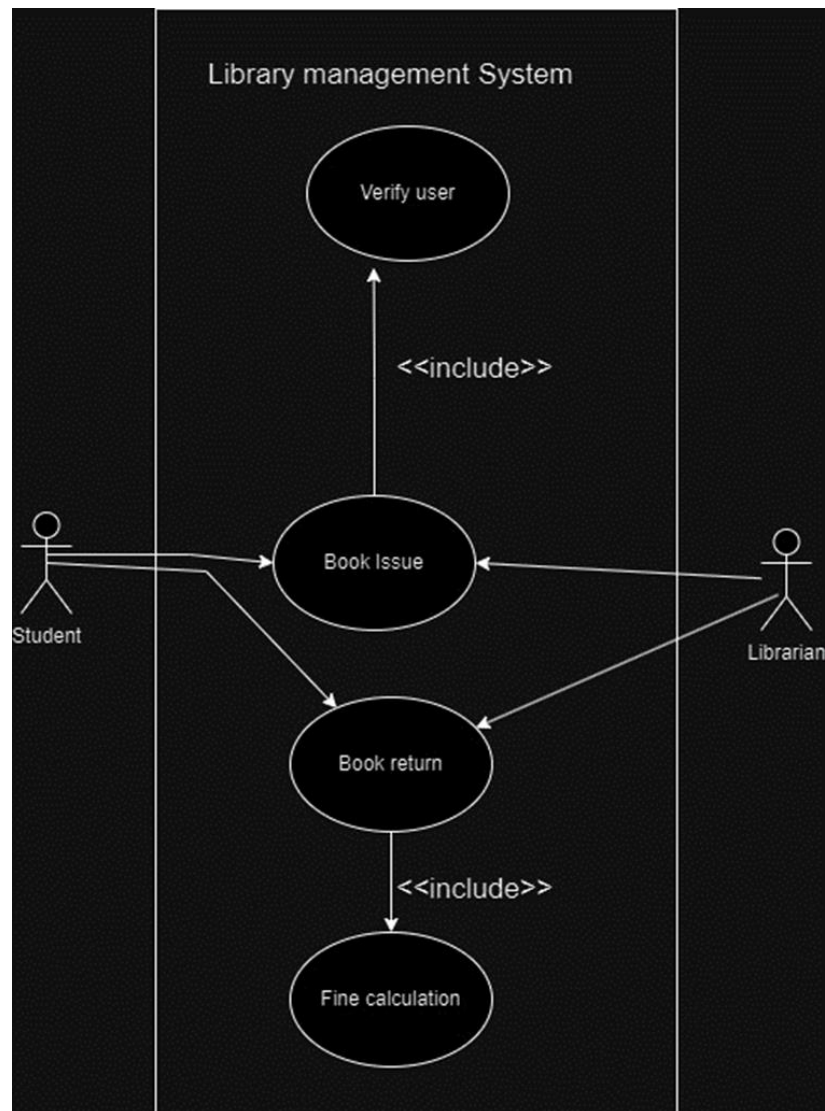 Library management System
Verify user
<<include>>
Book Issue
Student
Librarian
Book return
<<include>>
Fine calculation